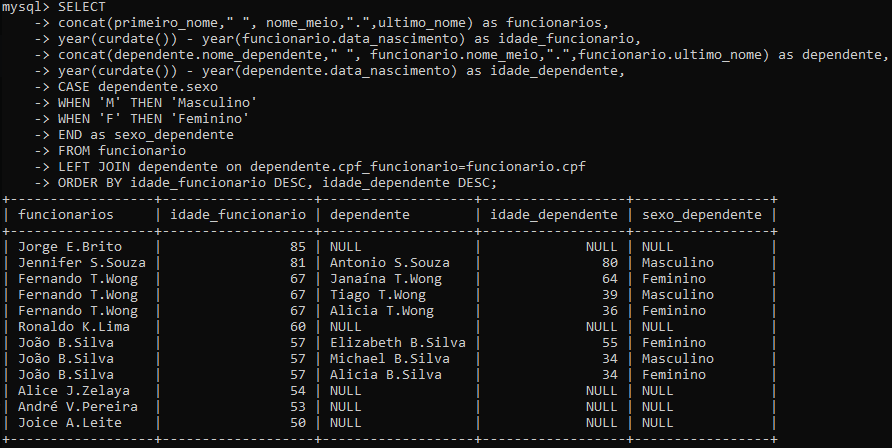 mysql> SELECT
    -> concat(primeiro_nome," ", nome_meio,".",ultimo_nome) as funcionarios,
    -> year(curdate()) - year(funcionario.data_nascimento) as idade_funcionario,
    -> concat(dependente.nome_dependente," ", funcionario.nome_meio,".",funcionario.ultimo_nome) as dependente,
    -> year(curdate()) - year(dependente.data_nascimento) as idade_dependente,
    -> CASE dependente.sexo
    -> WHEN 'M' THEN 'Masculino'
    -> WHEN 'F' THEN 'Feminino'
    -> END as sexo_dependente
    -> FROM funcionario
    -> LEFT JOIN dependente on dependente.cpf_funcionario=funcionario.cpf
    -> ORDER BY idade_funcionario DESC, idade_dependente DESC;
+------------------+-------------------+-------------------+------------------+-----------------+
| funcionarios     | idade_funcionario | dependente        | idade_dependente | sexo_dependente |
+------------------+-------------------+-------------------+------------------+-----------------+
| Jorge E.Brito    |                85 | NULL              |             NULL | NULL            |
| Jennifer S.Souza |                81 | Antonio S.Souza   |               80 | Masculino       |
| Fernando T.Wong  |                67 | Janaína T.Wong    |               64 | Feminino        |
| Fernando T.Wong  |                67 | Tiago T.Wong      |               39 | Masculino       |
| Fernando T.Wong  |                67 | Alicia T.Wong     |               36 | Feminino        |
| Ronaldo K.Lima   |                60 | NULL              |             NULL | NULL            |
| João B.Silva     |                57 | Elizabeth B.Silva |               55 | Feminino        |
| João B.Silva     |                57 | Michael B.Silva   |               34 | Masculino       |
| João B.Silva     |                57 | Alicia B.Silva    |               34 | Feminino        |
| Alice J.Zelaya   |                54 | NULL              |             NULL | NULL            |
| André V.Pereira  |                53 | NULL              |             NULL | NULL            |
| Joice A.Leite    |                50 | NULL              |             NULL | NULL            |
+------------------+-------------------+-------------------+------------------+-----------------+